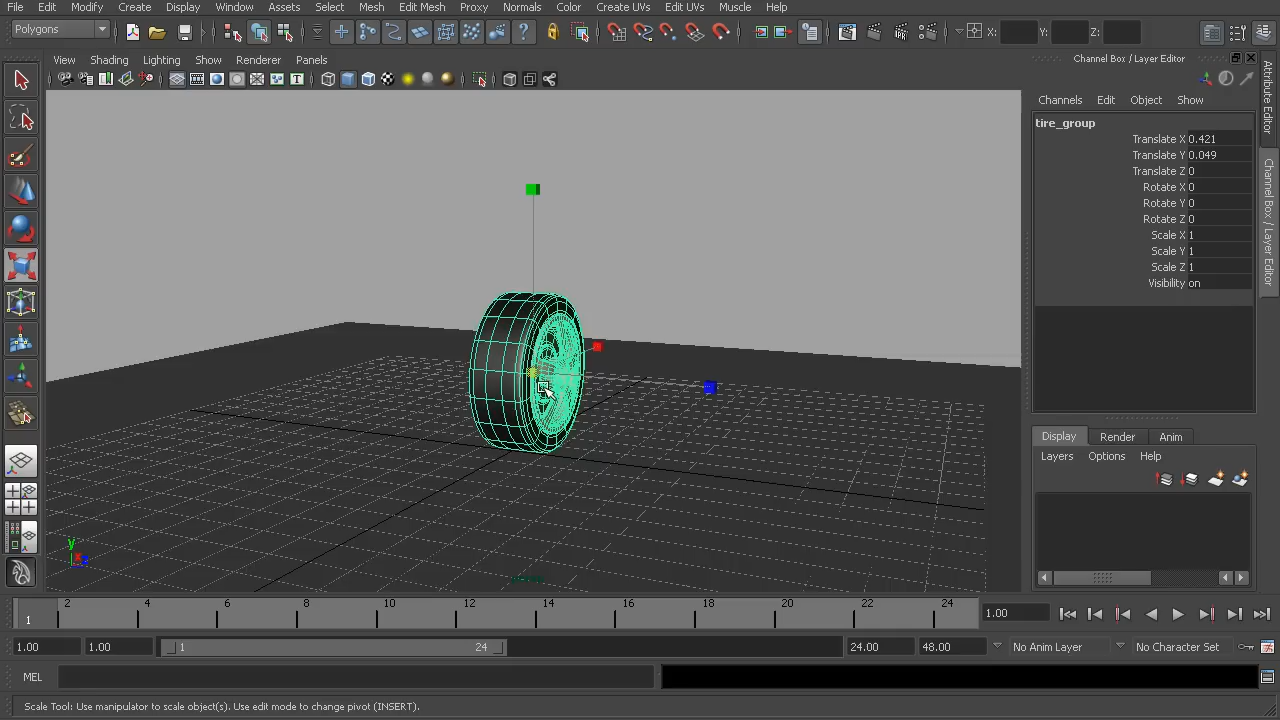 File Edit Modify Create Display Window Assets Select Mesh Edit Mesh Proxy Normals Color Create UVs Edit UVs Muscle Help
Polygons X: Y: Z:
View Shading Lighting Show Renderer Panels
Channel Box / Layer Editor
Channels Edit Object Show
tire_group
Translate X 0.421
Translate Y 0.049
Translate Z 0
Rotate X 0
Rotate Y 0
Rotate Z 0
Scale X 1
Scale Y 1
Scale Z 1
Visibility on
Attribute Editor
Channel Box / Layer Editor
Display Render Anim
Layers Options Help
y
x
z
1 2 4 6 8 10 12 14 16 18 20 22 24 1.00
1.00 1.00 1 24 24.00 48.00 No Anim Layer No Character Set
MEL
Scale Tool: Use manipulator to scale object(s). Use edit mode to change pivot (INSERT).